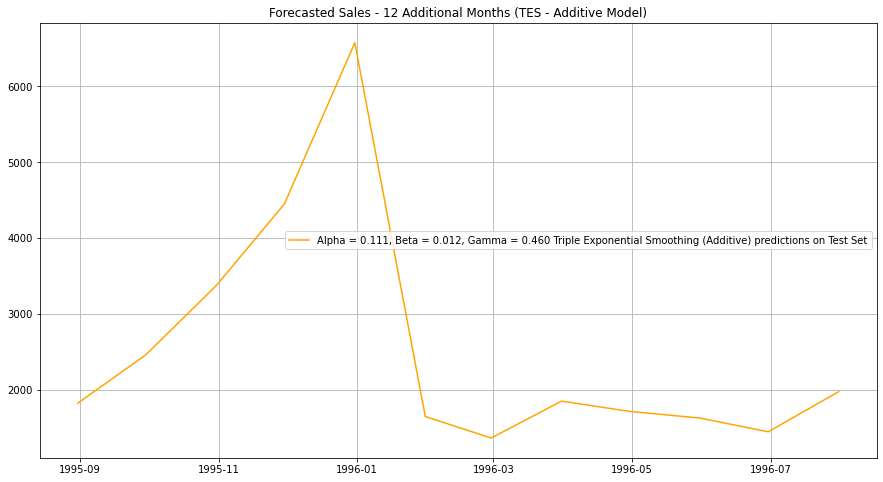 Forecasted Sales - 12 Additional Months (TES - Additive Model)
6000
5000
4000
3000
2000
Alpha = 0.111, Beta = 0.012, Gamma = 0.460 Triple Exponential Smoothing (Additive) predictions on Test Set
1995-09 1995-11 1996-01 1996-03 1996-05 1996-07